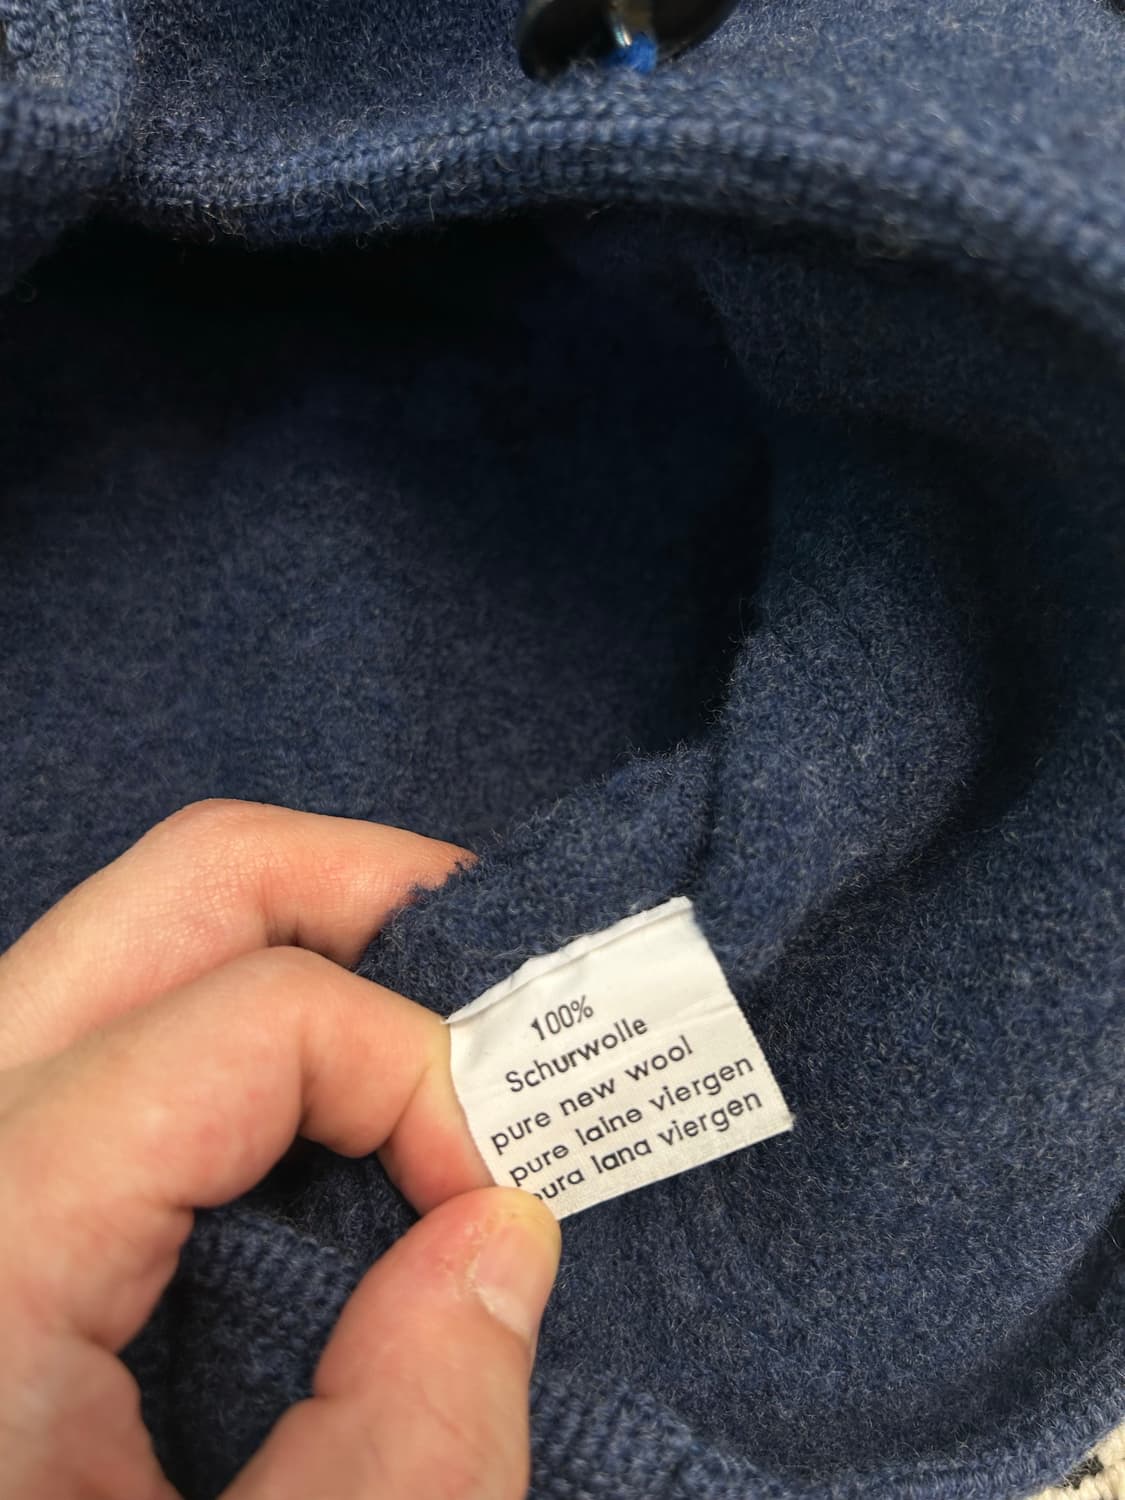 100%
Schurwolle
pure new wool
pure laine viergen
pura lana viergen